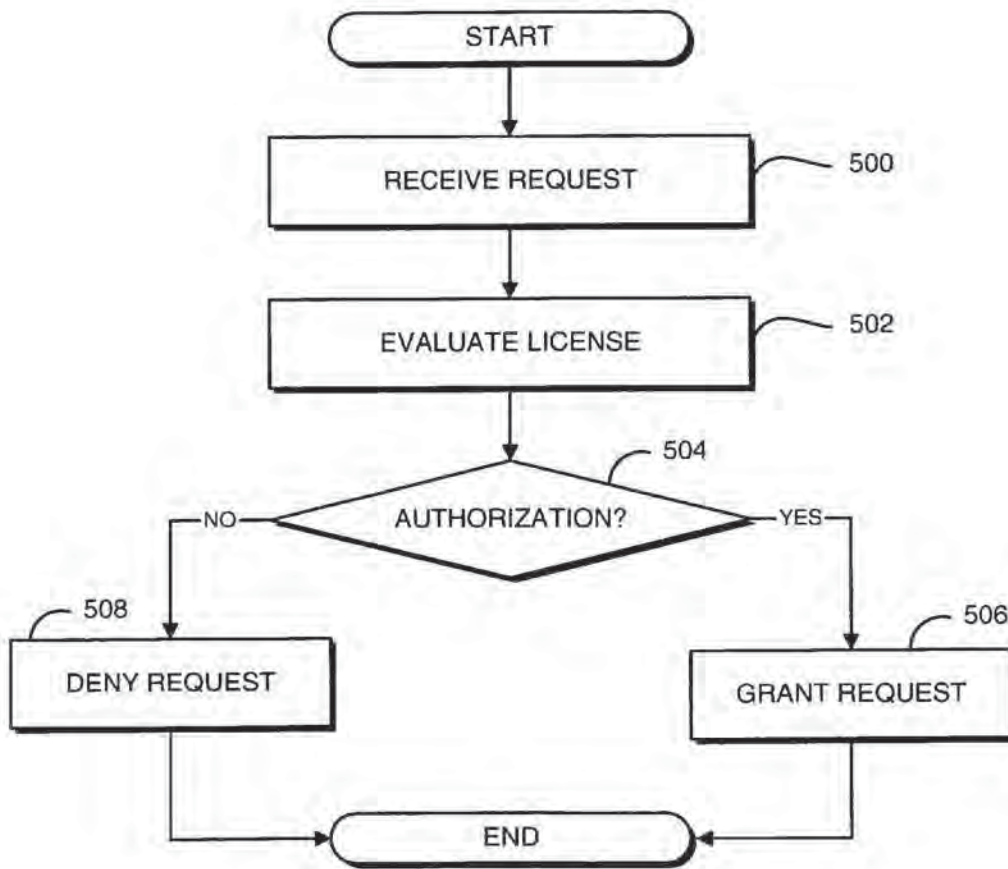 START
RECEIVE REQUEST
500
EVALUATE LICENSE
502
504
AUTHORIZATION?
NO
YES
508
506
DENY REQUEST
GRANT REQUEST
END